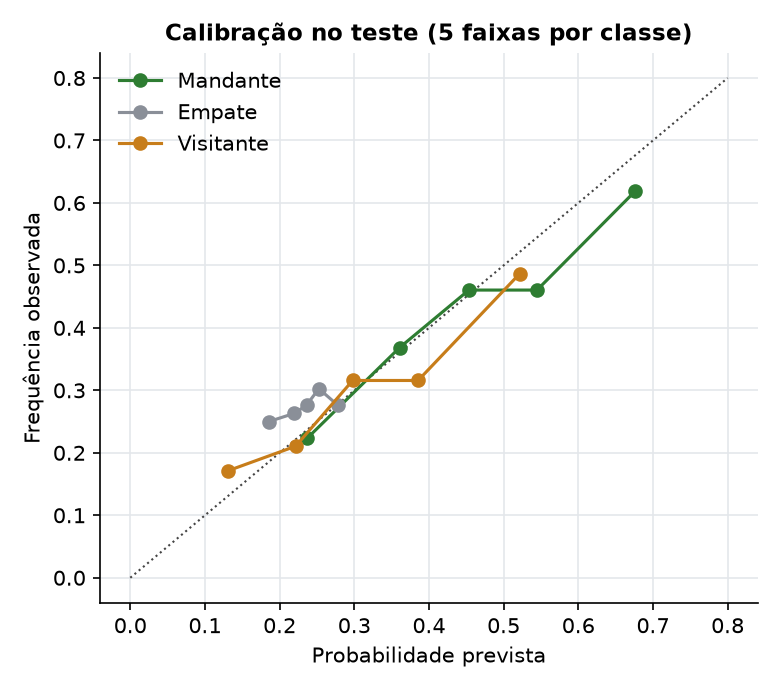 Calibração no teste (5 faixas por classe)
Mandante
Empate
Visitante
Frequência observada
0.8
0.7
0.6
0.5
0.4
0.3
0.2
0.1
0.0
0.0 0.1 0.2 0.3 0.4 0.5 0.6 0.7 0.8
Probabilidade prevista